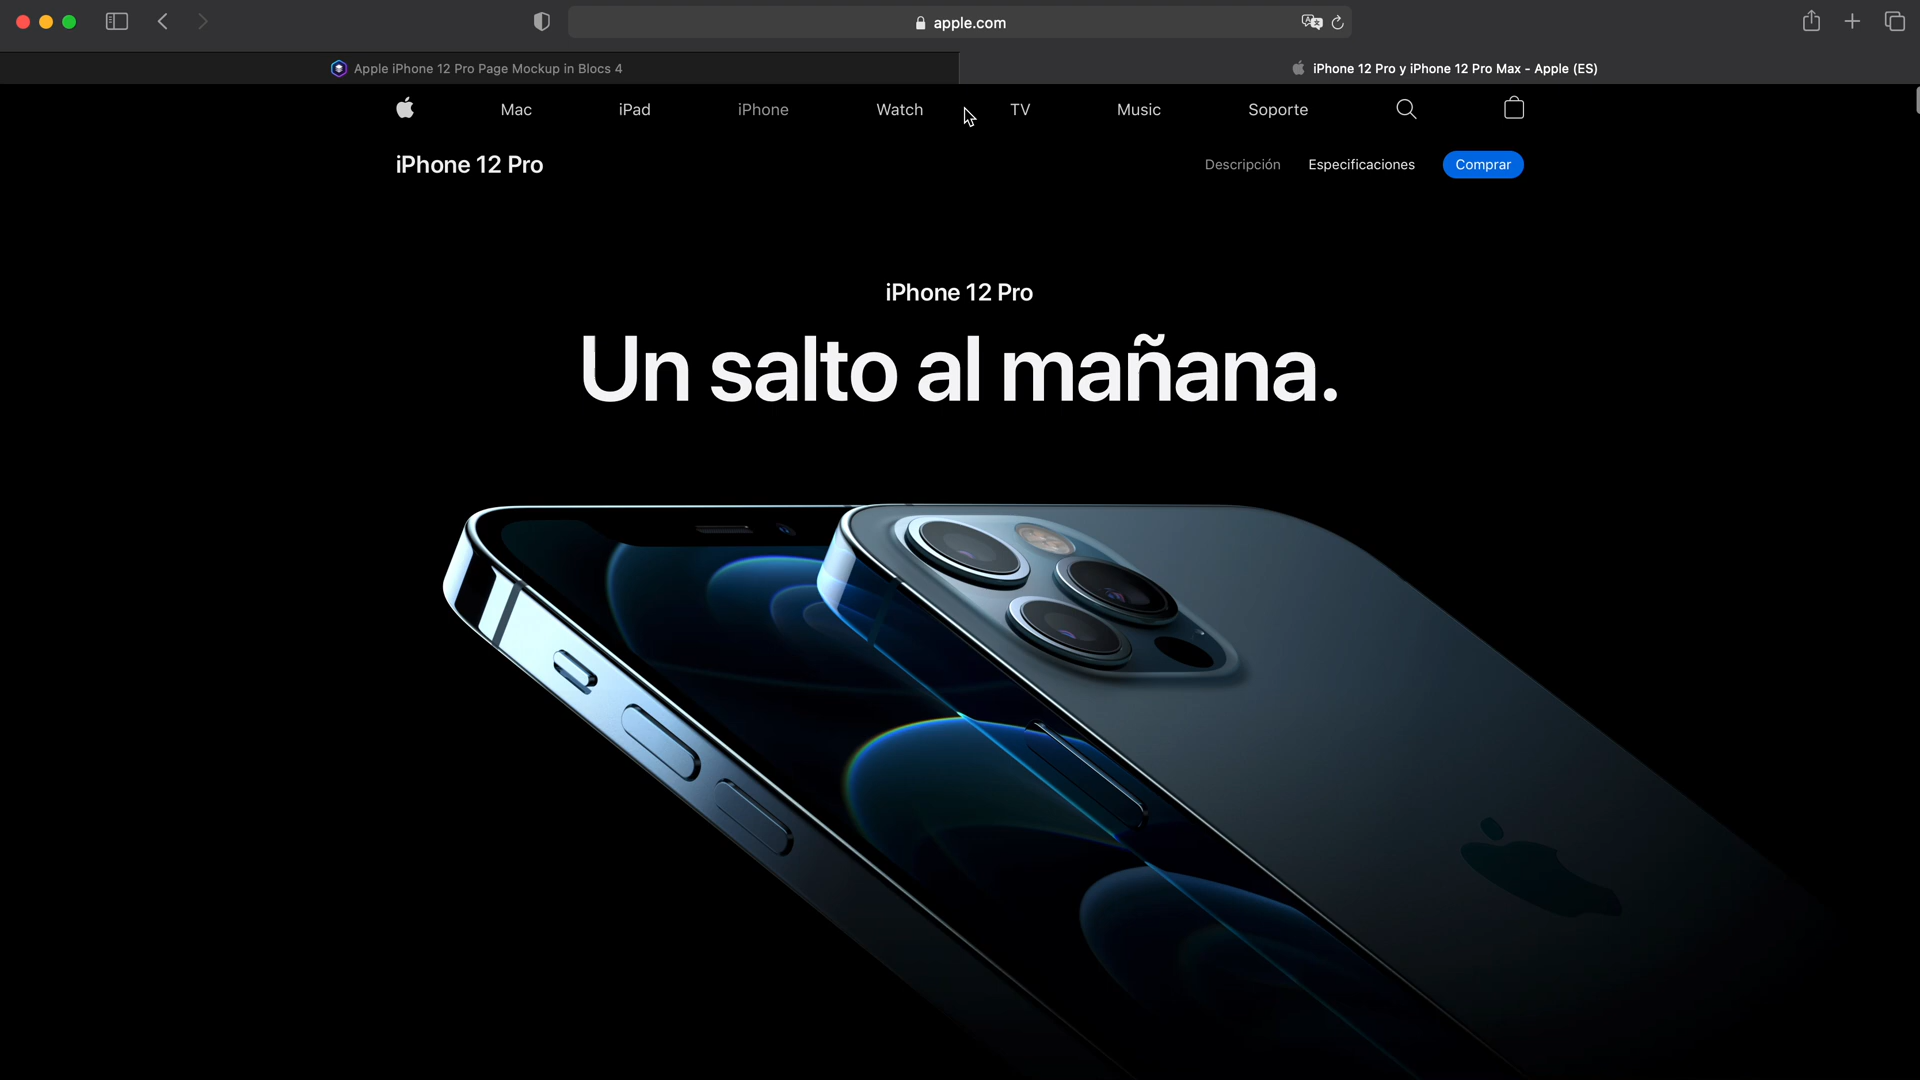 apple.com
Apple iPhone 12 Pro Page Mockup in Blocs 4
iPhone 12 Pro y iPhone 12 Pro Max - Apple (ES)
Mac iPad iPhone Watch TV Music Soporte
iPhone 12 Pro Descripción Especificaciones Comprar
iPhone 12 Pro
Un salto al mañana.